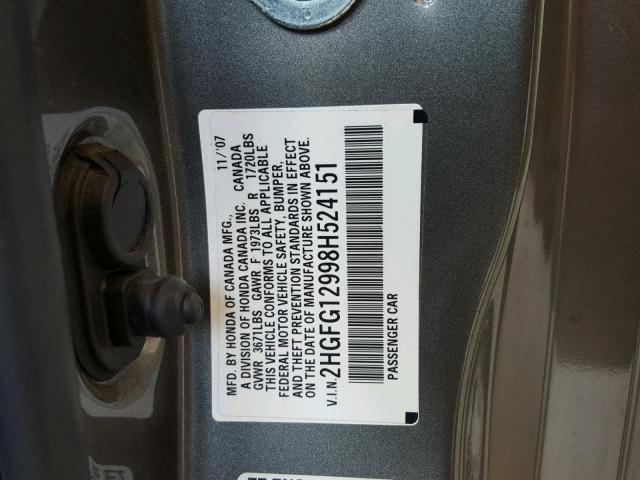 MFD. BY HONDA OF CANADA MFG., 11/'07
A DIVISION OF HONDA CANADA INC. CANADA
GVWR 3671LBS GAWR F 1973LBS R 1720LBS
THIS VEHICLE CONFORMS TO ALL APPLICABLE
FEDERAL MOTOR VEHICLE SAFETY, BUMPER,
AND THEFT PREVENTION STANDARDS IN EFFECT
ON THE DATE OF MANUFACTURE SHOWN ABOVE.
V.I.N. 2HGFG12998H524151
PASSENGER CAR